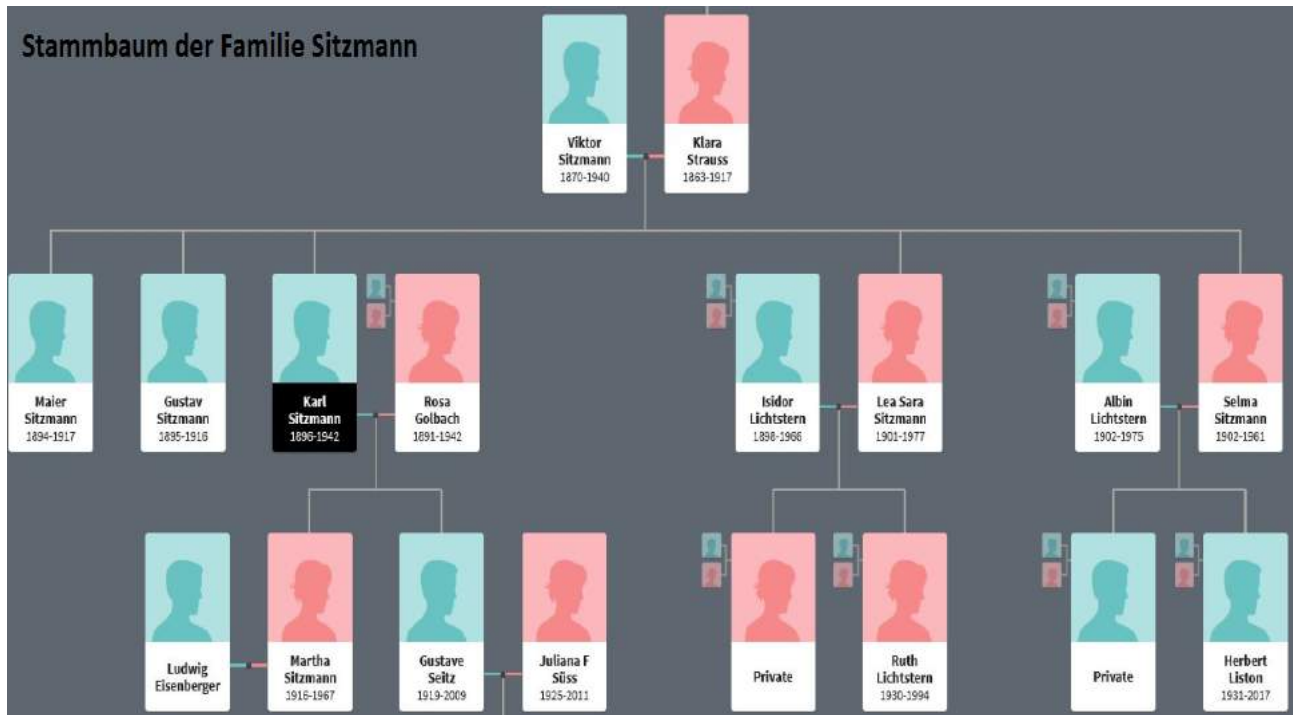 Stammbaum der Familie Sitzmann
Viktor
Sitzmann
1870-1940
Klara
Strauss
1863-1917
Maier
Sitzmann
1894-1917
Gustav
Sitzmann
1895-1916
Karl
Sitzmann
1896-1942
Rosa
Golbach
1891-1942
Isidor
Lichtstern
1898-1966
Lea Sara
Sitzmann
1901-1977
Albin
Lichtstern
1902-1975
Selma
Sitzmann
1902-1961
Ludwig
Eisenberger
Martha
Sitzmann
1916-1967
Gustave
Seitz
1919-2009
Juliana F
Süss
1925-2011
Private
Ruth
Lichtstern
1930-1994
Private
Herbert
Liston
1931-2017